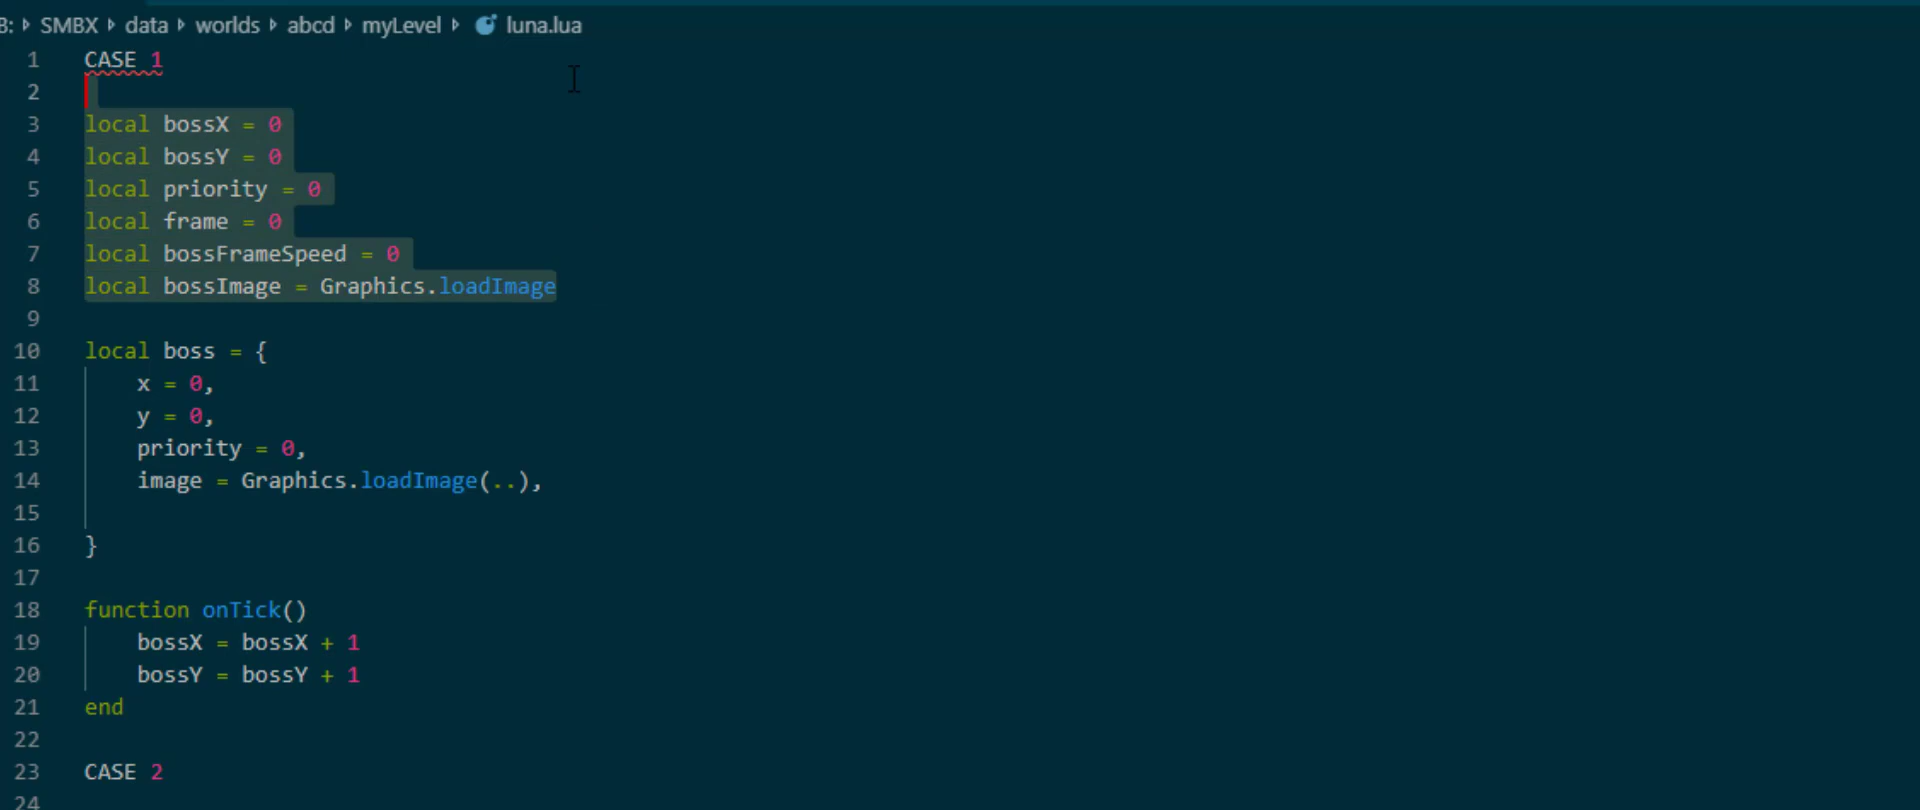 B: SMBX data worlds abcd myLevel luna.lua
1 CASE 1
2
3 local bossX = 0
4 local bossY = 0
5 local priority = 0
6 local frame = 0
7 local bossFrameSpeed = 0
8 local bossImage = Graphics.loadImage
9
10 local boss = {
11 x = 0,
12 y = 0,
13 priority = 0,
14 image = Graphics.loadImage(..),
15
16 }
17
18 function onTick()
19 bossX = bossX + 1
20 bossY = bossY + 1
21 end
22
23 CASE 2
24